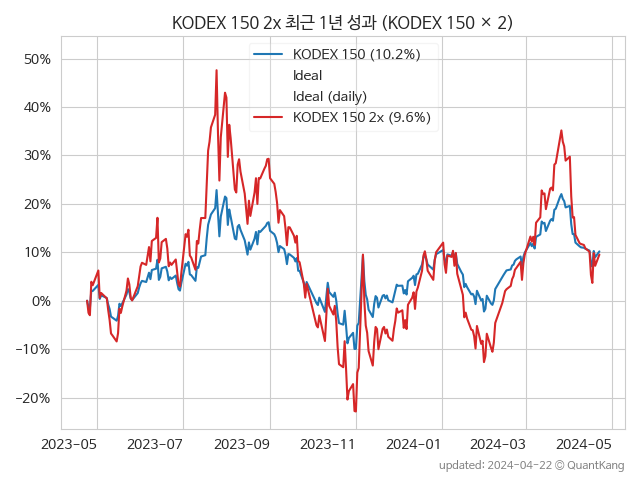 KODEX 150 2x 최근 1년 성과 (KODEX 150 × 2)
KODEX 150 (10.2%)
Ideal
Ideal (daily)
KODEX 150 2x (9.6%)
50%
40%
30%
20%
10%
0%
−10%
−20%
2023-05 2023-07 2023-09 2023-11 2024-01 2024-03 2024-05
updated: 2024-04-22 © QuantKang